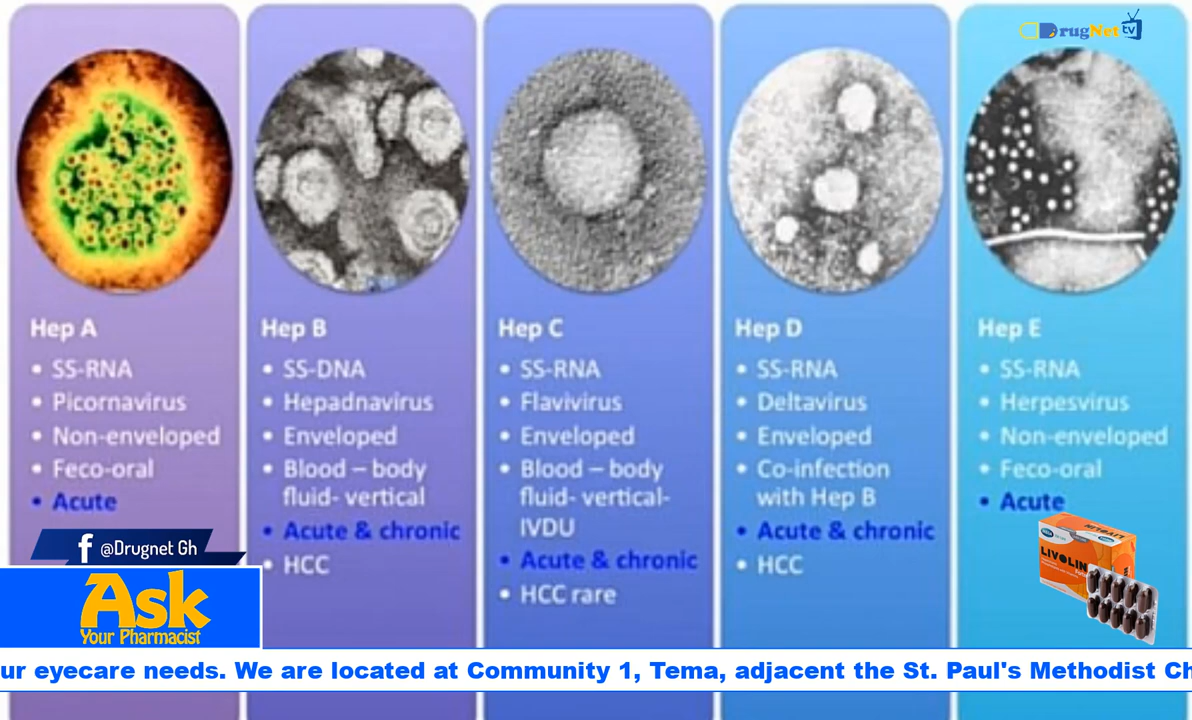 DrugNet tv
Hep A
• SS-RNA
• Picornavirus
• Non-enveloped
• Feco-oral
• Acute
Hep B
• SS-DNA
• Hepadnavirus
• Enveloped
• Blood – body
fluid- vertical
• Acute & chronic
• HCC
Hep C
• SS-RNA
• Flavivirus
• Enveloped
• Blood – body
fluid- vertical-
IVDU
• Acute & chronic
• HCC rare
Hep D
• SS-RNA
• Deltavirus
• Enveloped
• Co-infection
with Hep B
• Acute & chronic
• HCC
Hep E
• SS-RNA
• Herpesvirus
• Non-enveloped
• Feco-oral
• Acute
LIVOLIN
f @Drugnet Gh
Ask
Your Pharmacist
ur eyecare needs. We are located at Community 1, Tema, adjacent the St. Paul's Methodist Ch